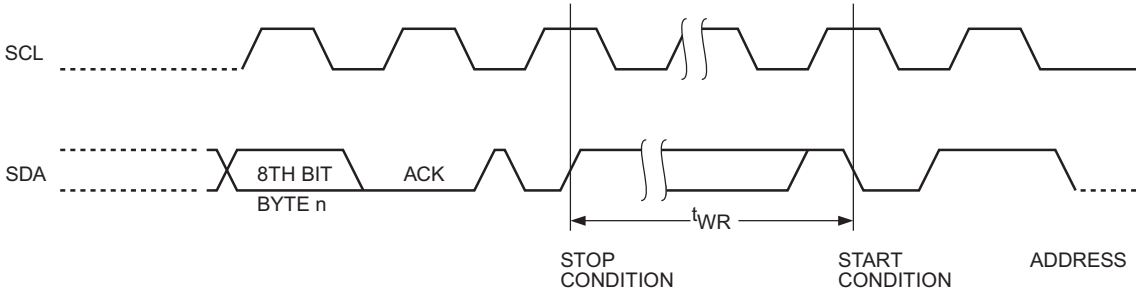 SCL
SDA
8TH BIT
ACK
BYTE n
tWR
STOP
CONDITION
START
CONDITION
ADDRESS